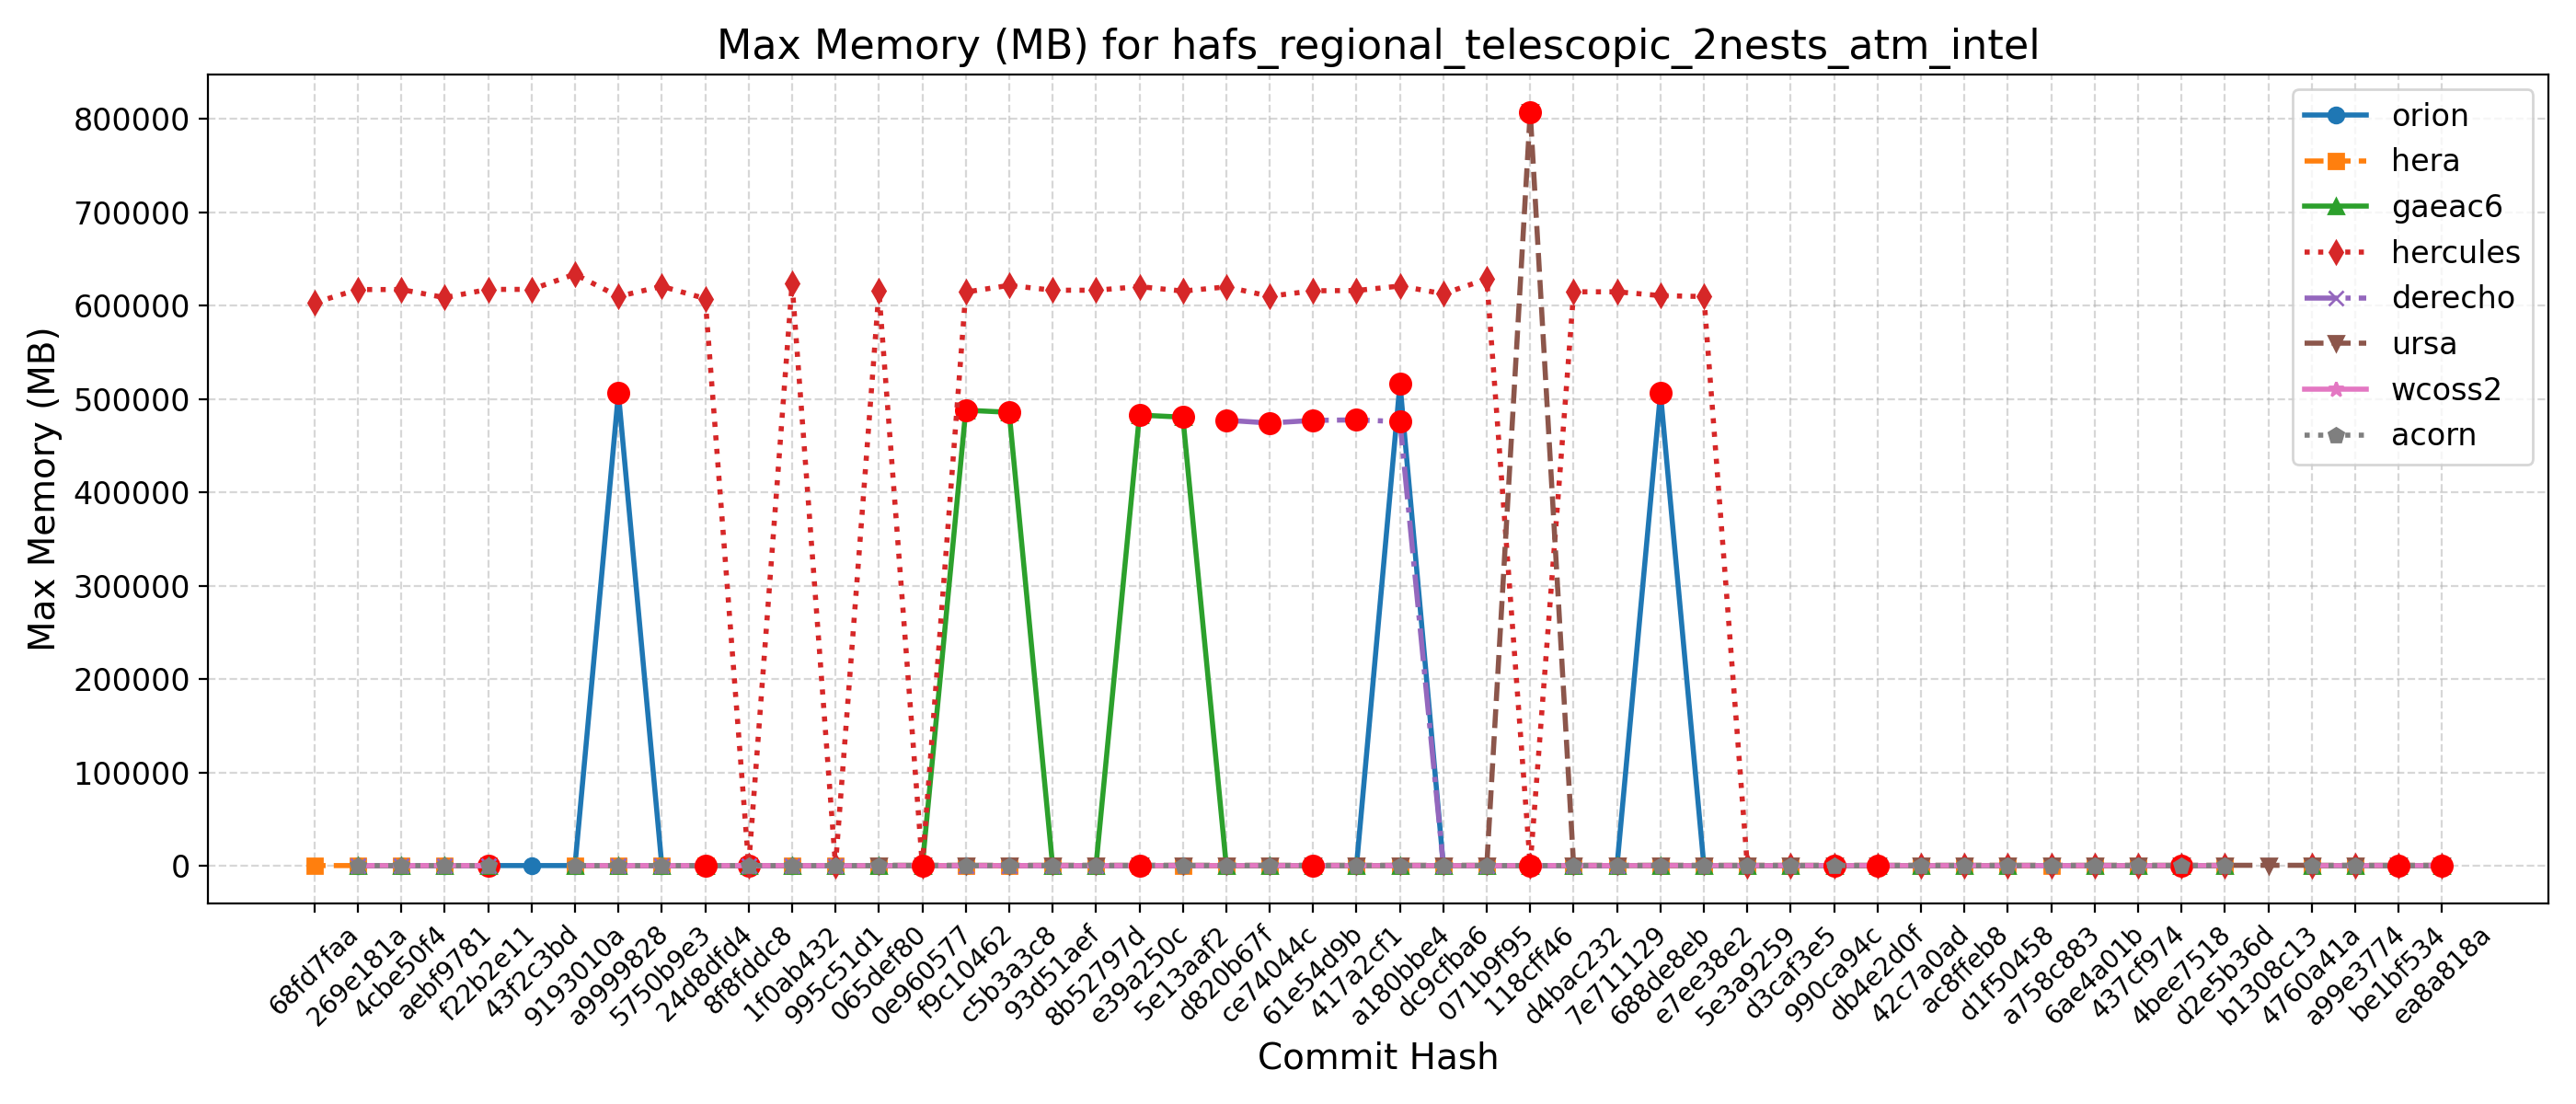 Max Memory (MB) for hafs_regional_telescopic_2nests_atm_intel
Max Memory (MB)
800000
700000
600000
500000
400000
300000
200000
100000
0
orion
hera
gaeac6
hercules
derecho
ursa
wcoss2
acorn
68fd7faa
269e181a
4cbe50f4
aebf9781
f22b2e11
43f2c3bd
9193010a
a9999828
5750b9e3
24d8dfd4
8f8fddc8
1f0ab432
995c51d1
065def80
0e960577
f9c10462
c5b3a3c8
93d51aef
8b52797d
e39a250c
5e13aaf2
d820b67f
ce74044c
61e54d9b
417a2cf1
a180bbe4
dc9cfba6
071b9f95
118cff46
d4bac232
7e711129
688de8eb
e7ee38e2
5e3a9259
d3caf3e5
990ca94c
db4e2d0f
42c7a0ad
ac8ffeb8
d1f50458
a758c883
6ae4a01b
437cf974
4bee7518
d2e5b36d
b1308c13
4760a41a
a99e3774
be1bf534
ea8a818a
Commit Hash